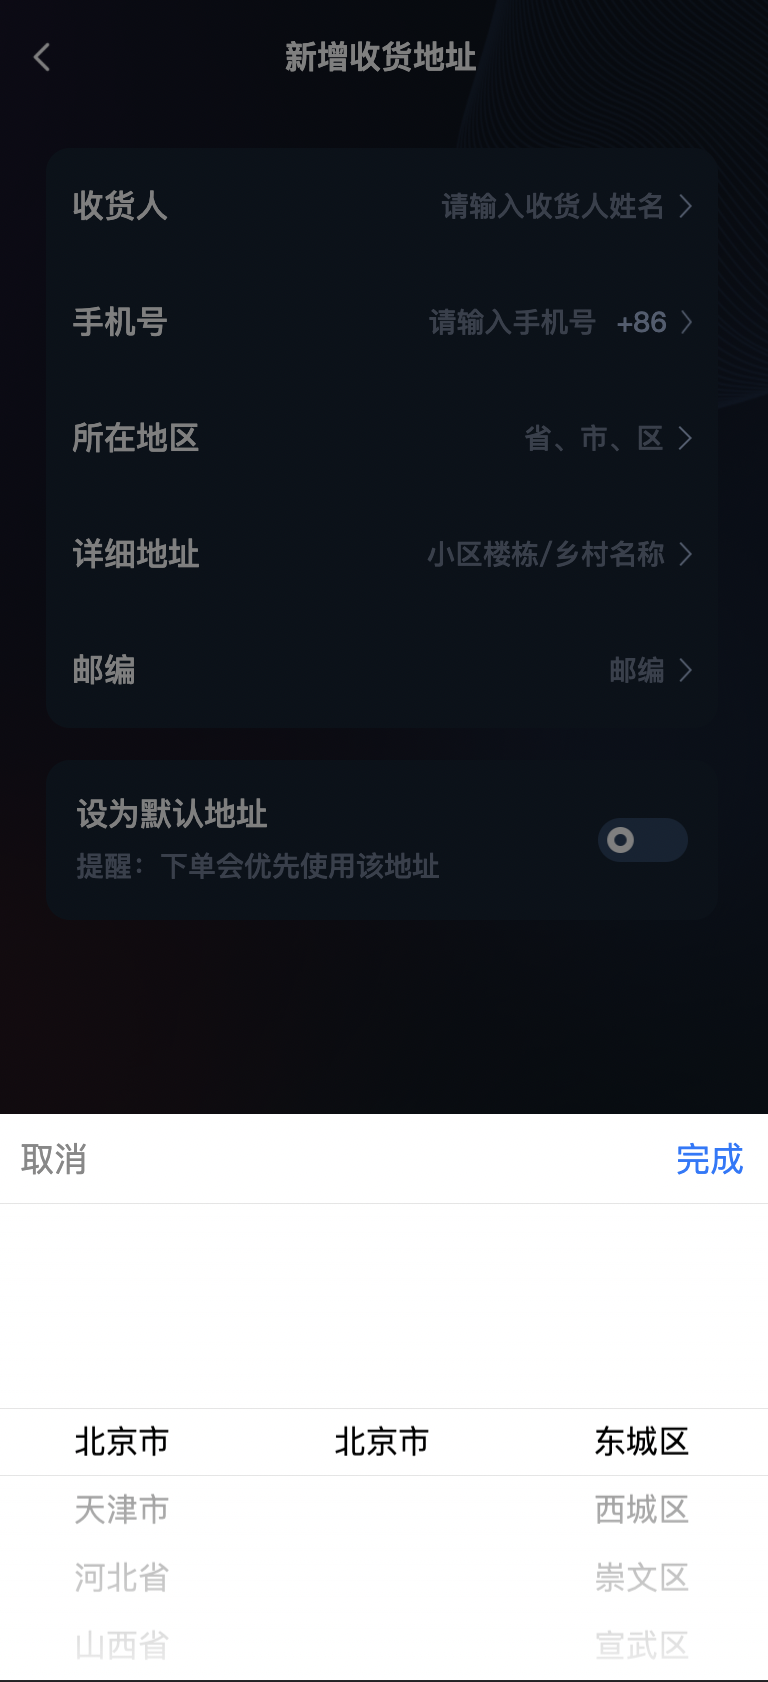 新增收货地址
收货人 请输入收货人姓名
手机号 请输入手机号 +86
所在地区 省、市、区
详细地址 小区楼栋/乡村名称
邮编 邮编
设为默认地址
提醒：下单会优先使用该地址
取消 完成
北京市 北京市 东城区
天津市 西城区
河北省 崇文区
山西省 宣武区